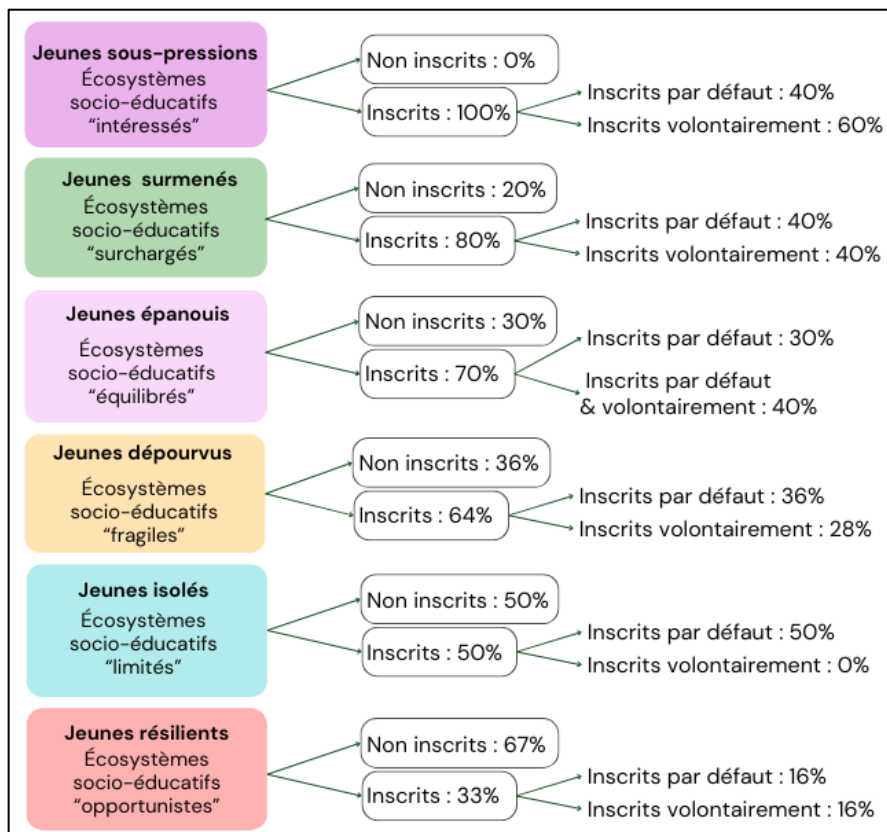 Jeunes sous-pressions
Écosystèmes
socio-éducatifs
“intéressés”
Non inscrits : 0%
Inscrits : 100%
Inscrits par défaut : 40%
Inscrits volontairement : 60%
Jeunes surmenés
Écosystèmes
socio-éducatifs
“surchargés”
Non inscrits : 20%
Inscrits : 80%
Inscrits par défaut : 40%
Inscrits volontairement : 40%
Jeunes épanouis
Écosystèmes
socio-éducatifs
“équilibrés”
Non inscrits : 30%
Inscrits : 70%
Inscrits par défaut : 30%
Inscrits par défaut
& volontairement : 40%
Jeunes dépourvus
Écosystèmes
socio-éducatifs
“fragiles”
Non inscrits : 36%
Inscrits : 64%
Inscrits par défaut : 36%
Inscrits volontairement : 28%
Jeunes isolés
Écosystèmes
socio-éducatifs
“limités”
Non inscrits : 50%
Inscrits : 50%
Inscrits par défaut : 50%
Inscrits volontairement : 0%
Jeunes résilients
Écosystèmes
socio-éducatifs
“opportunistes”
Non inscrits : 67%
Inscrits : 33%
Inscrits par défaut : 16%
Inscrits volontairement : 16%